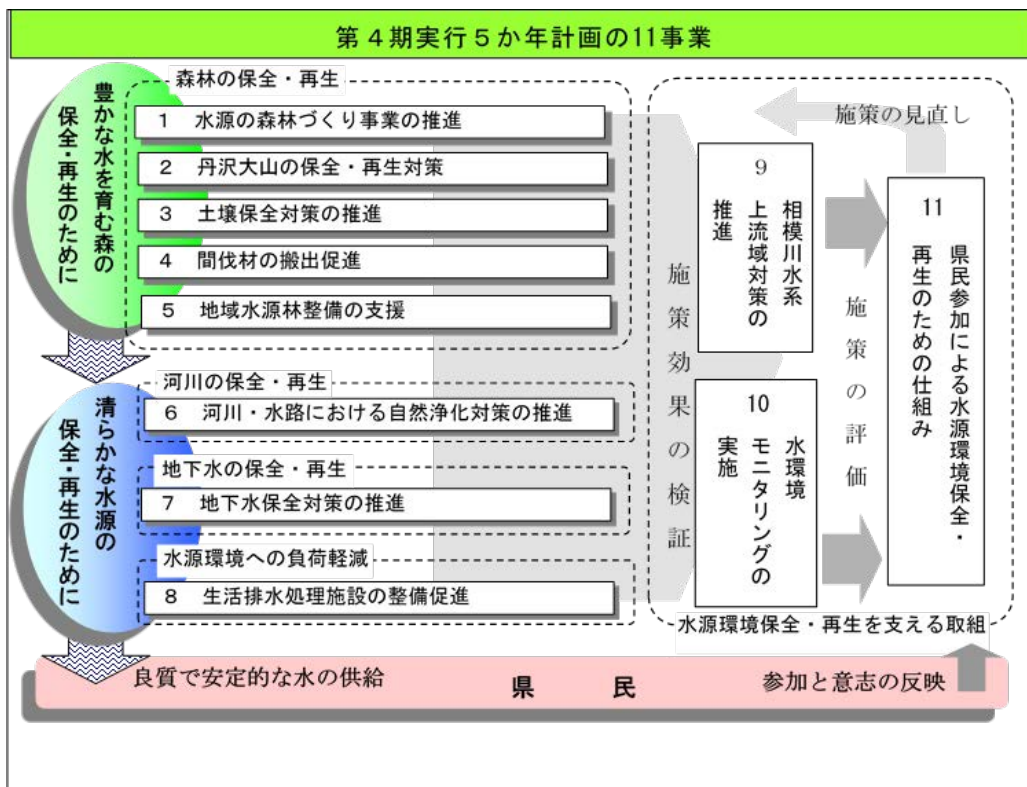 第４期実行５か年計画の11事業
豊かな水を育む森の
保全・再生のために
森林の保全・再生
1 水源の森林づくり事業の推進
2 丹沢大山の保全・再生対策
3 土壌保全対策の推進
4 間伐材の搬出促進
5 地域水源林整備の支援
清らかな水源の
保全・再生のために
河川の保全・再生
6 河川・水路における自然浄化対策の推進
地下水の保全・再生
7 地下水保全対策の推進
水源環境への負荷軽減
8 生活排水処理施設の整備促進
施策効果の検証
9
相模川水系
上流域対策の
推進
10
水環境
モニタリングの
実施
施策の評価
施策の見直し
11
県民参加による水源環境保全・
再生のための仕組み
水源環境保全・再生を支える取組
良質で安定的な水の供給
県 民
参加と意志の反映